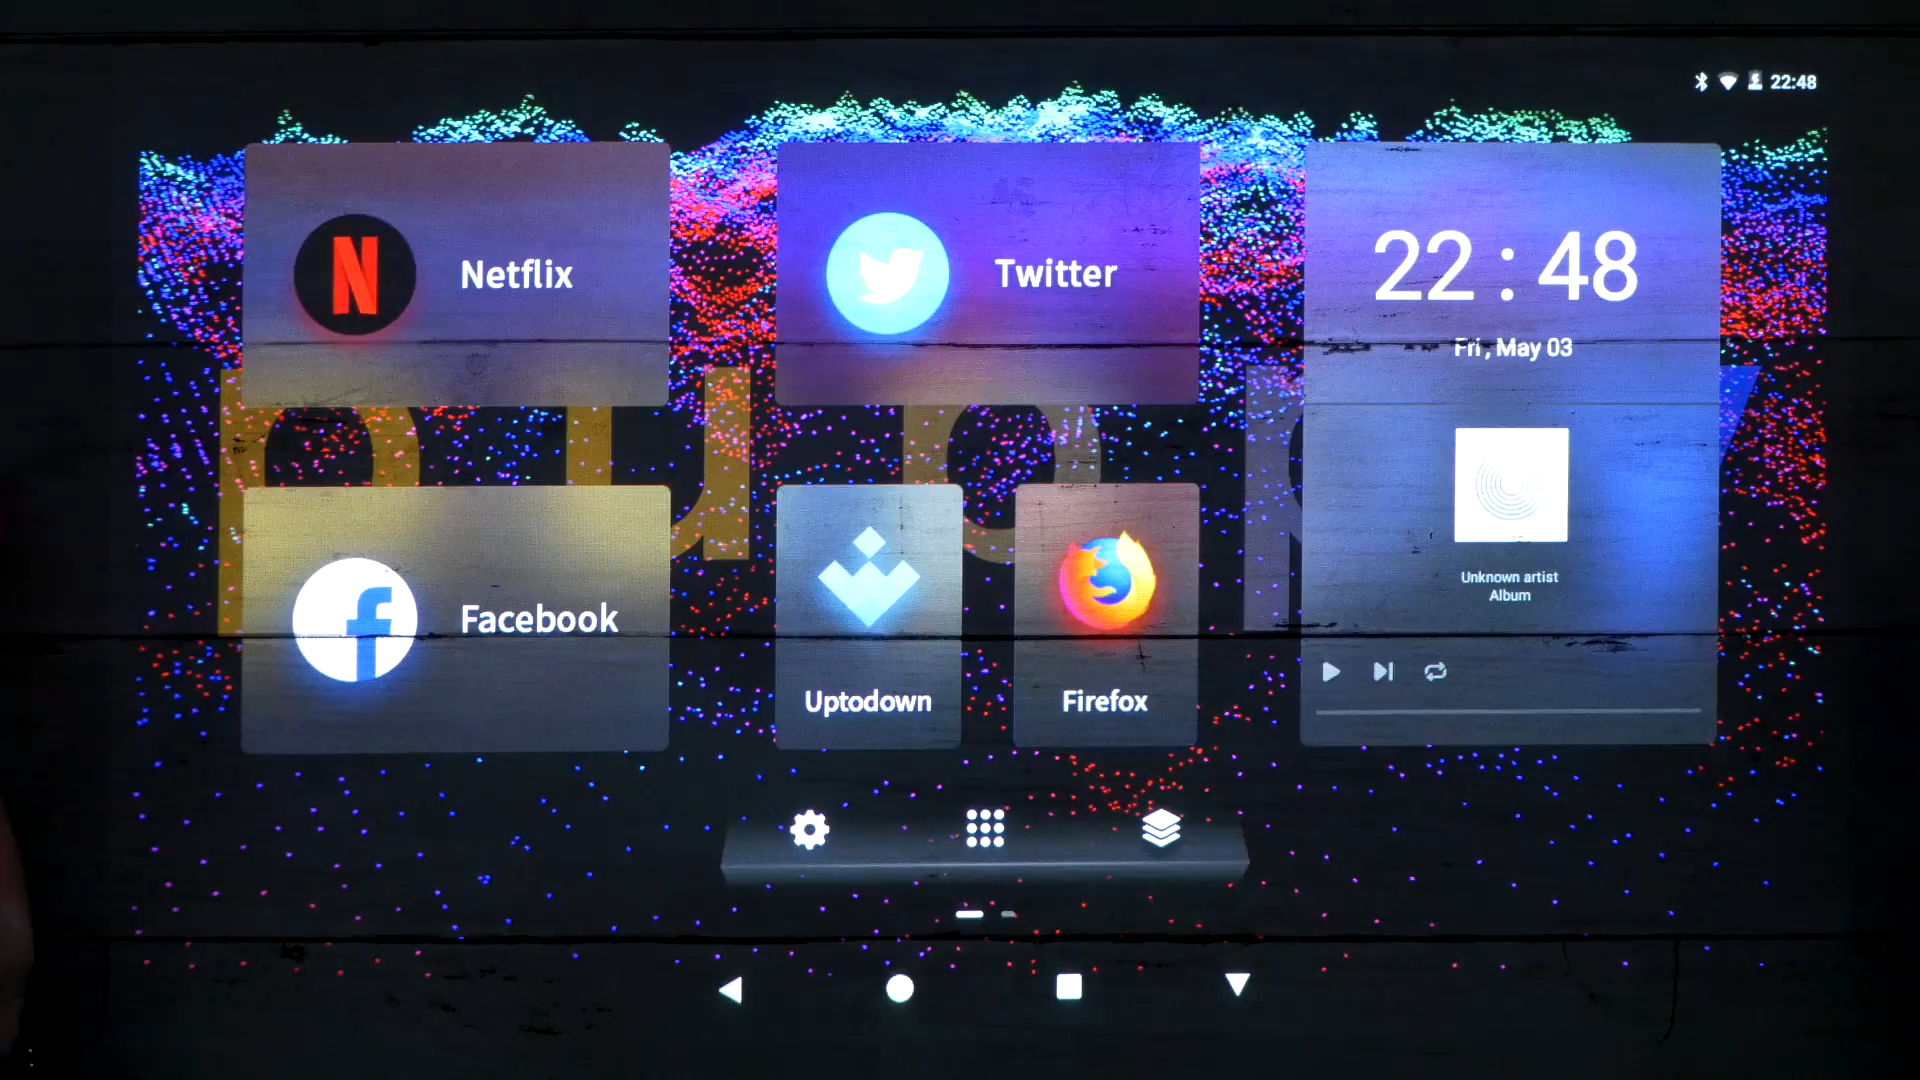 22:48
Netflix
Twitter
22 : 48
Fri , May 03
Facebook
Uptodown
Firefox
Unknown artist
Album